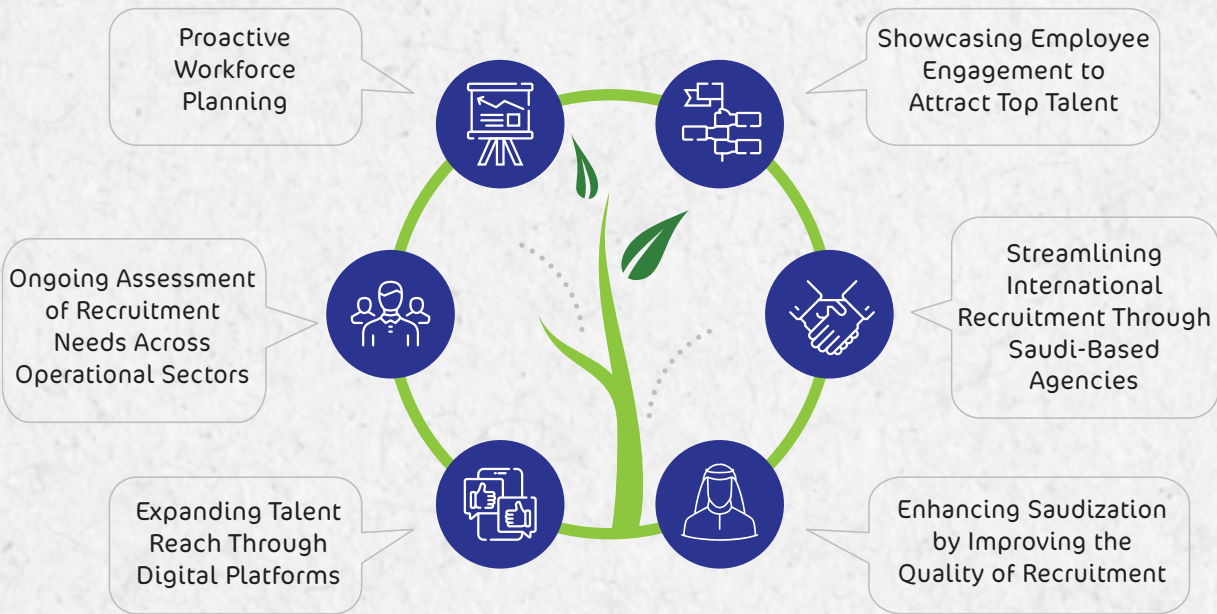 Proactive
Workforce
Planning
Showcasing Employee
Engagement to
Attract Top Talent
Ongoing Assessment
of Recruitment
Needs Across
Operational Sectors
Streamlining
International
Recruitment Through
Saudi-Based
Agencies
Expanding Talent
Reach Through
Digital Platforms
Enhancing Saudization
by Improving the
Quality of Recruitment